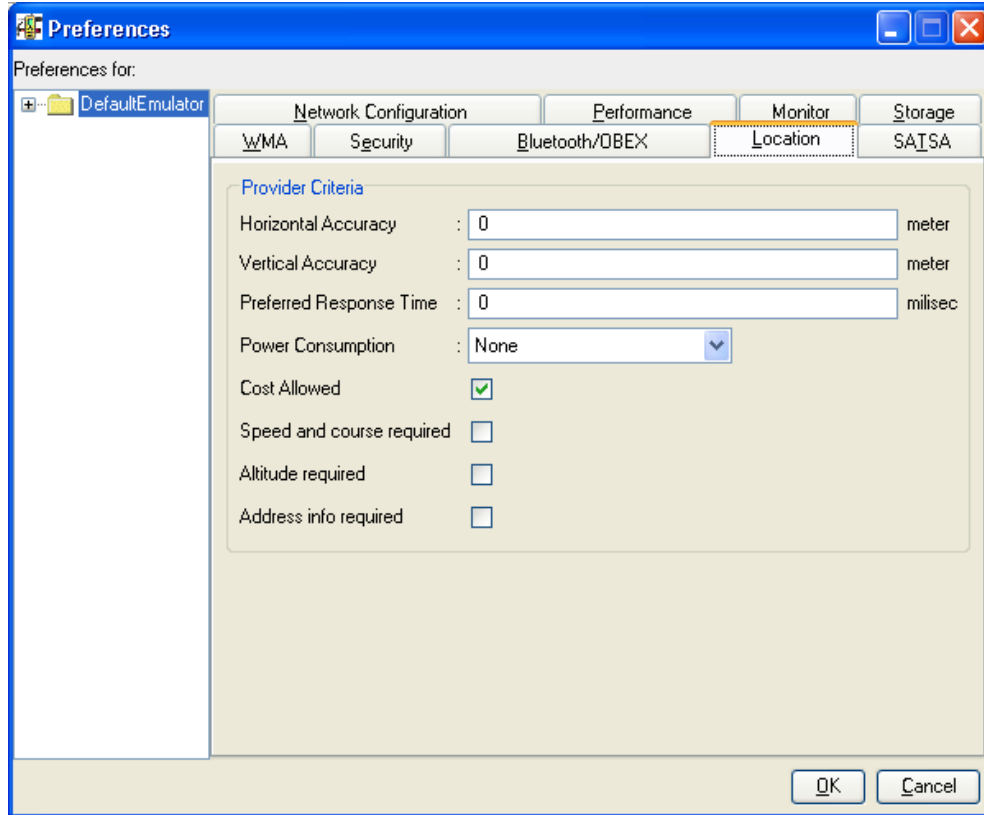 Preferences
Preferences for:
DefaultEmulator
Network Configuration Performance Monitor Storage
WMA Security Bluetooth/OBEX Location SATSA
Provider Criteria
Horizontal Accuracy : 0 meter
Vertical Accuracy : 0 meter
Preferred Response Time : 0 milisec
Power Consumption : None
Cost Allowed
Speed and course required
Altitude required
Address info required
OK Cancel